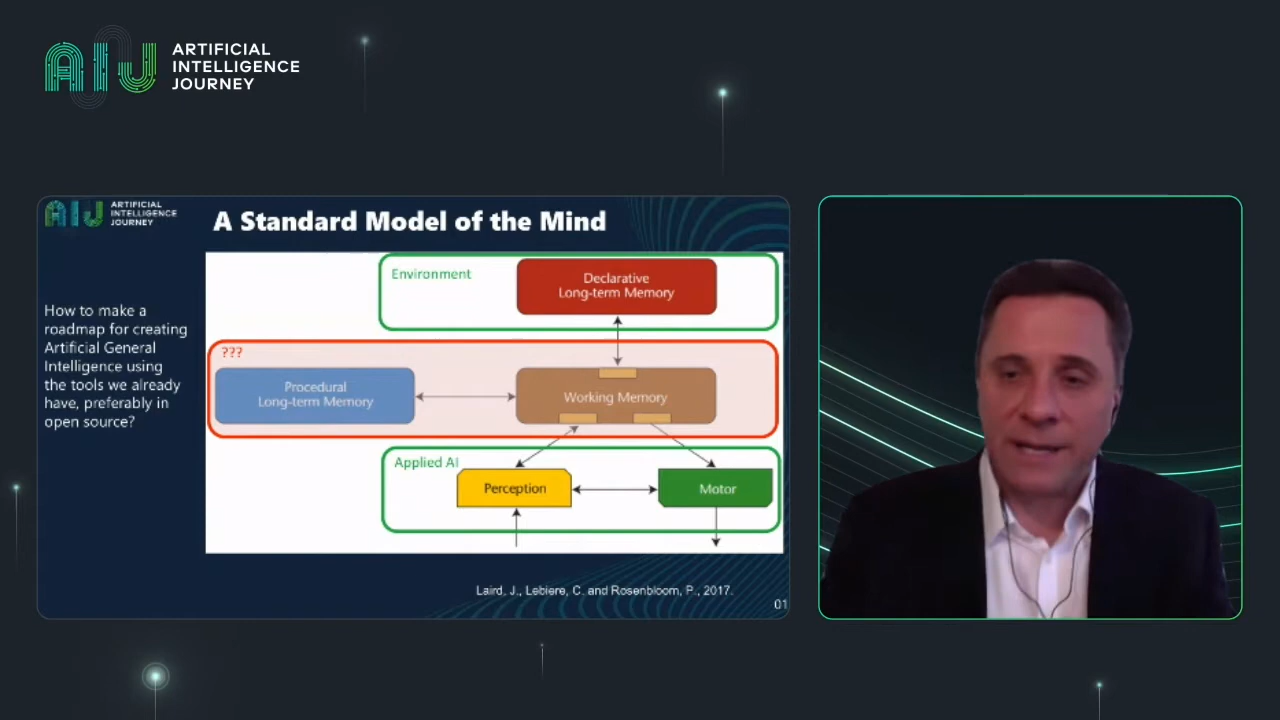 ARTIFICIAL
INTELLIGENCE
JOURNEY
ARTIFICIAL
INTELLIGENCE
JOURNEY
A Standard Model of the Mind
How to make a
roadmap for creating
Artificial General
Intelligence using
the tools we already
have, preferably in
open source?
Environment
Declarative
Long-term Memory
???
Procedural
Long-term Memory
Working Memory
Applied AI
Perception
Motor
Laird, J., Lebiere, C. and Rosenbloom, P., 2017.
01